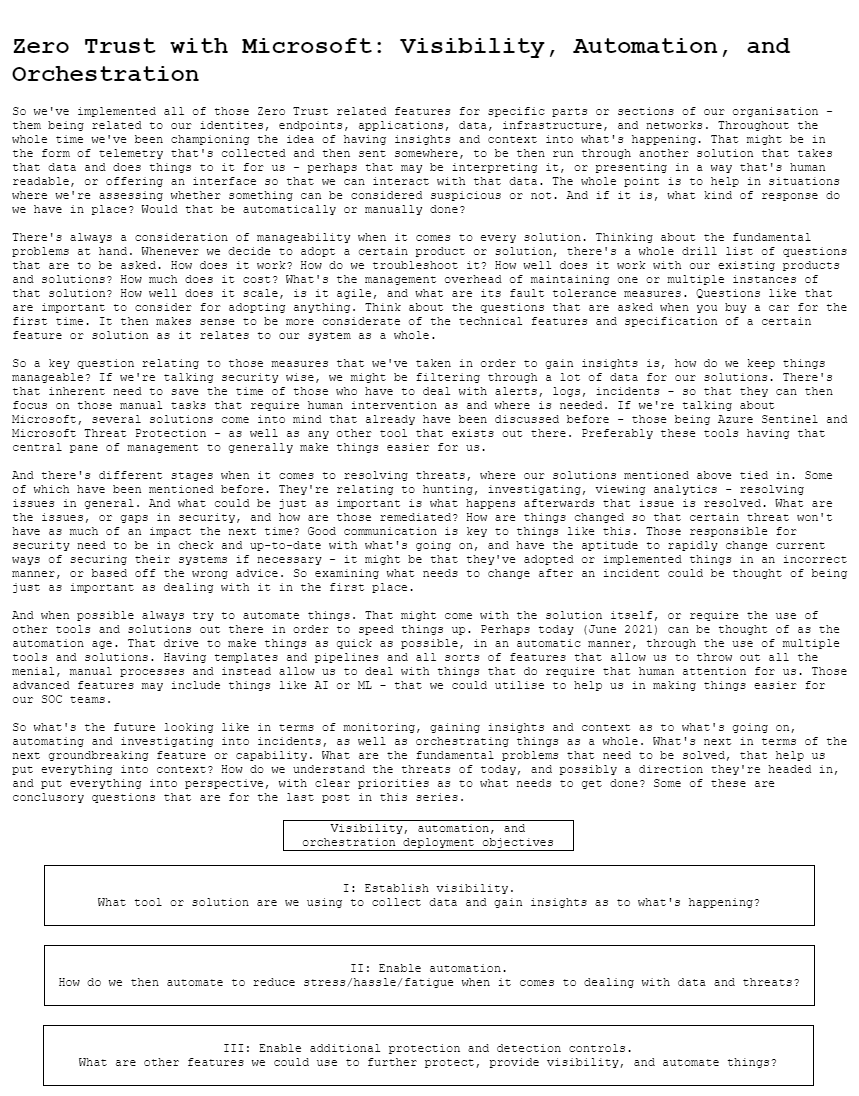 Zero Trust with Microsoft: Visibility, Automation, and
Orchestration
So we've implemented all of those Zero Trust related features for specific parts or sections of our organisation -
them being related to our identites, endpoints, applications, data, infrastructure, and networks. Throughout the
whole time we've been championing the idea of having insights and context into what's happening. That might be in
the form of telemetry that's collected and then sent somewhere, to be then run through another solution that takes
that data and does things to it for us - perhaps that may be interpreting it, or presenting in a way that's human
readable, or offering an interface so that we can interact with that data. The whole point is to help in situations
where we're assessing whether something can be considered suspicious or not. And if it is, what kind of response do
we have in place? Would that be automatically or manually done?
There's always a consideration of manageability when it comes to every solution. Thinking about the fundamental
problems at hand. Whenever we decide to adopt a certain product or solution, there's a whole drill list of questions
that are to be asked. How does it work? How do we troubleshoot it? How well does it work with our existing products
and solutions? How much does it cost? What's the management overhead of maintaining one or multiple instances of
that solution? How well does it scale, is it agile, and what are its fault tolerance measures. Questions like that
are important to consider for adopting anything. Think about the questions that are asked when you buy a car for the
first time. It then makes sense to be more considerate of the technical features and specification of a certain
feature or solution as it relates to our system as a whole.
So a key question relating to those measures that we've taken in order to gain insights is, how do we keep things
manageable? If we're talking security wise, we might be filtering through a lot of data for our solutions. There's
that inherent need to save the time of those who have to deal with alerts, logs, incidents - so that they can then
focus on those manual tasks that require human intervention as and where is needed. If we're talking about
Microsoft, several solutions come into mind that already have been discussed before - those being Azure Sentinel and
Microsoft Threat Protection - as well as any other tool that exists out there. Preferably these tools having that
central pane of management to generally make things easier for us.
And there's different stages when it comes to resolving threats, where our solutions mentioned above tied in. Some
of which have been mentioned before. They're relating to hunting, investigating, viewing analytics - resolving
issues in general. And what could be just as important is what happens afterwards that issue is resolved. What are
the issues, or gaps in security, and how are those remediated? How are things changed so that certain threat won't
have as much of an impact the next time? Good communication is key to things like this. Those responsible for
security need to be in check and up-to-date with what's going on, and have the aptitude to rapidly change current
ways of securing their systems if necessary - it might be that they've adopted or implemented things in an incorrect
manner, or based off the wrong advice. So examining what needs to change after an incident could be thought of being
just as important as dealing with it in the first place.
And when possible always try to automate things. That might come with the solution itself, or require the use of
other tools and solutions out there in order to speed things up. Perhaps today (June 2021) can be thought of as the
automation age. That drive to make things as quick as possible, in an automatic manner, through the use of multiple
tools and solutions. Having templates and pipelines and all sorts of features that allow us to throw out all the
menial, manual processes and instead allow us to deal with things that do require that human attention for us. Those
advanced features may include things like AI or ML - that we could utilise to help us in making things easier for
our SOC teams.
So what's the future looking like in terms of monitoring, gaining insights and context as to what's going on,
automating and investigating into incidents, as well as orchestrating things as a whole. What's next in terms of the
next groundbreaking feature or capability. What are the fundamental problems that need to be solved, that help us
put everything into context? How do we understand the threats of today, and possibly a direction they're headed in,
and put everything into perspective, with clear priorities as to what needs to get done? Some of these are
conclusory questions that are for the last post in this series.
Visibility, automation, and
orchestration deployment objectives
I: Establish visibility.
What tool or solution are we using to collect data and gain insights as to what's happening?
II: Enable automation.
How do we then automate to reduce stress/hassle/fatigue when it comes to dealing with data and threats?
III: Enable additional protection and detection controls.
What are other features we could use to further protect, provide visibility, and automate things?